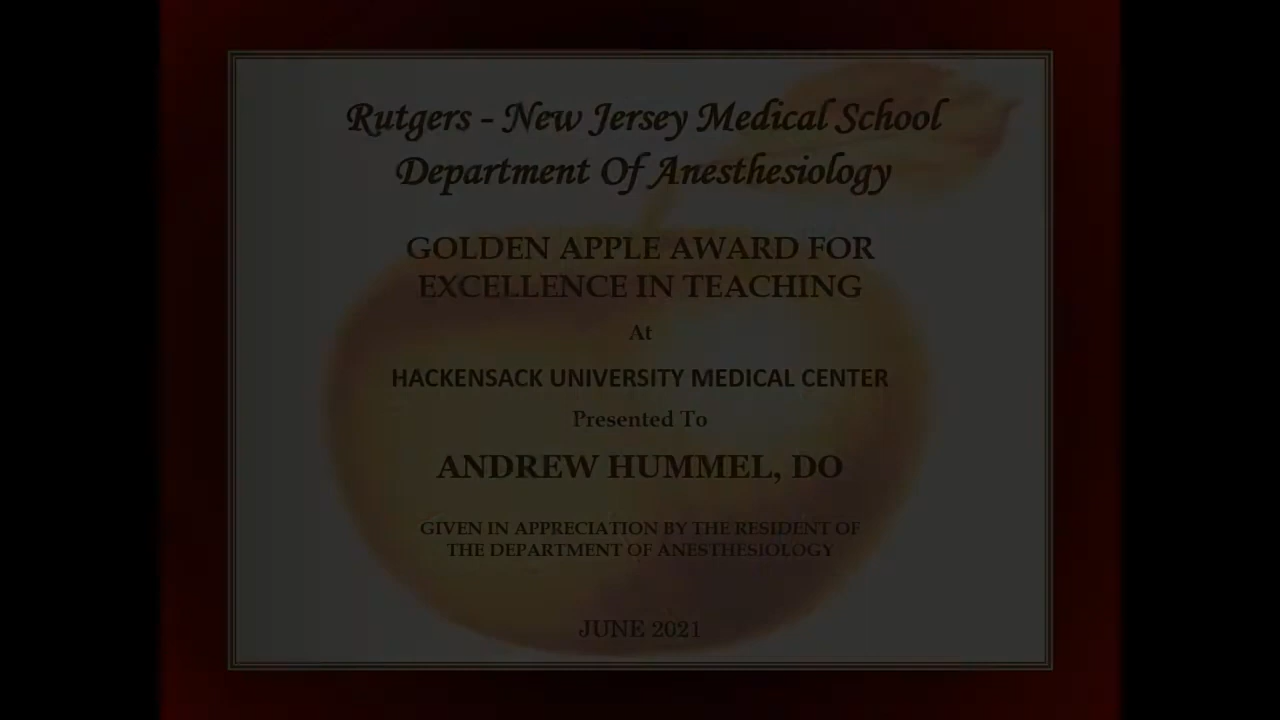 Rutgers - New Jersey Medical School
Department Of Anesthesiology
GOLDEN APPLE AWARD FOR
EXCELLENCE IN TEACHING
At
HACKENSACK UNIVERSITY MEDICAL CENTER
Presented To
ANDREW HUMMEL, DO
GIVEN IN APPRECIATION BY THE RESIDENT OF
THE DEPARTMENT OF ANESTHESIOLOGY
JUNE 2021